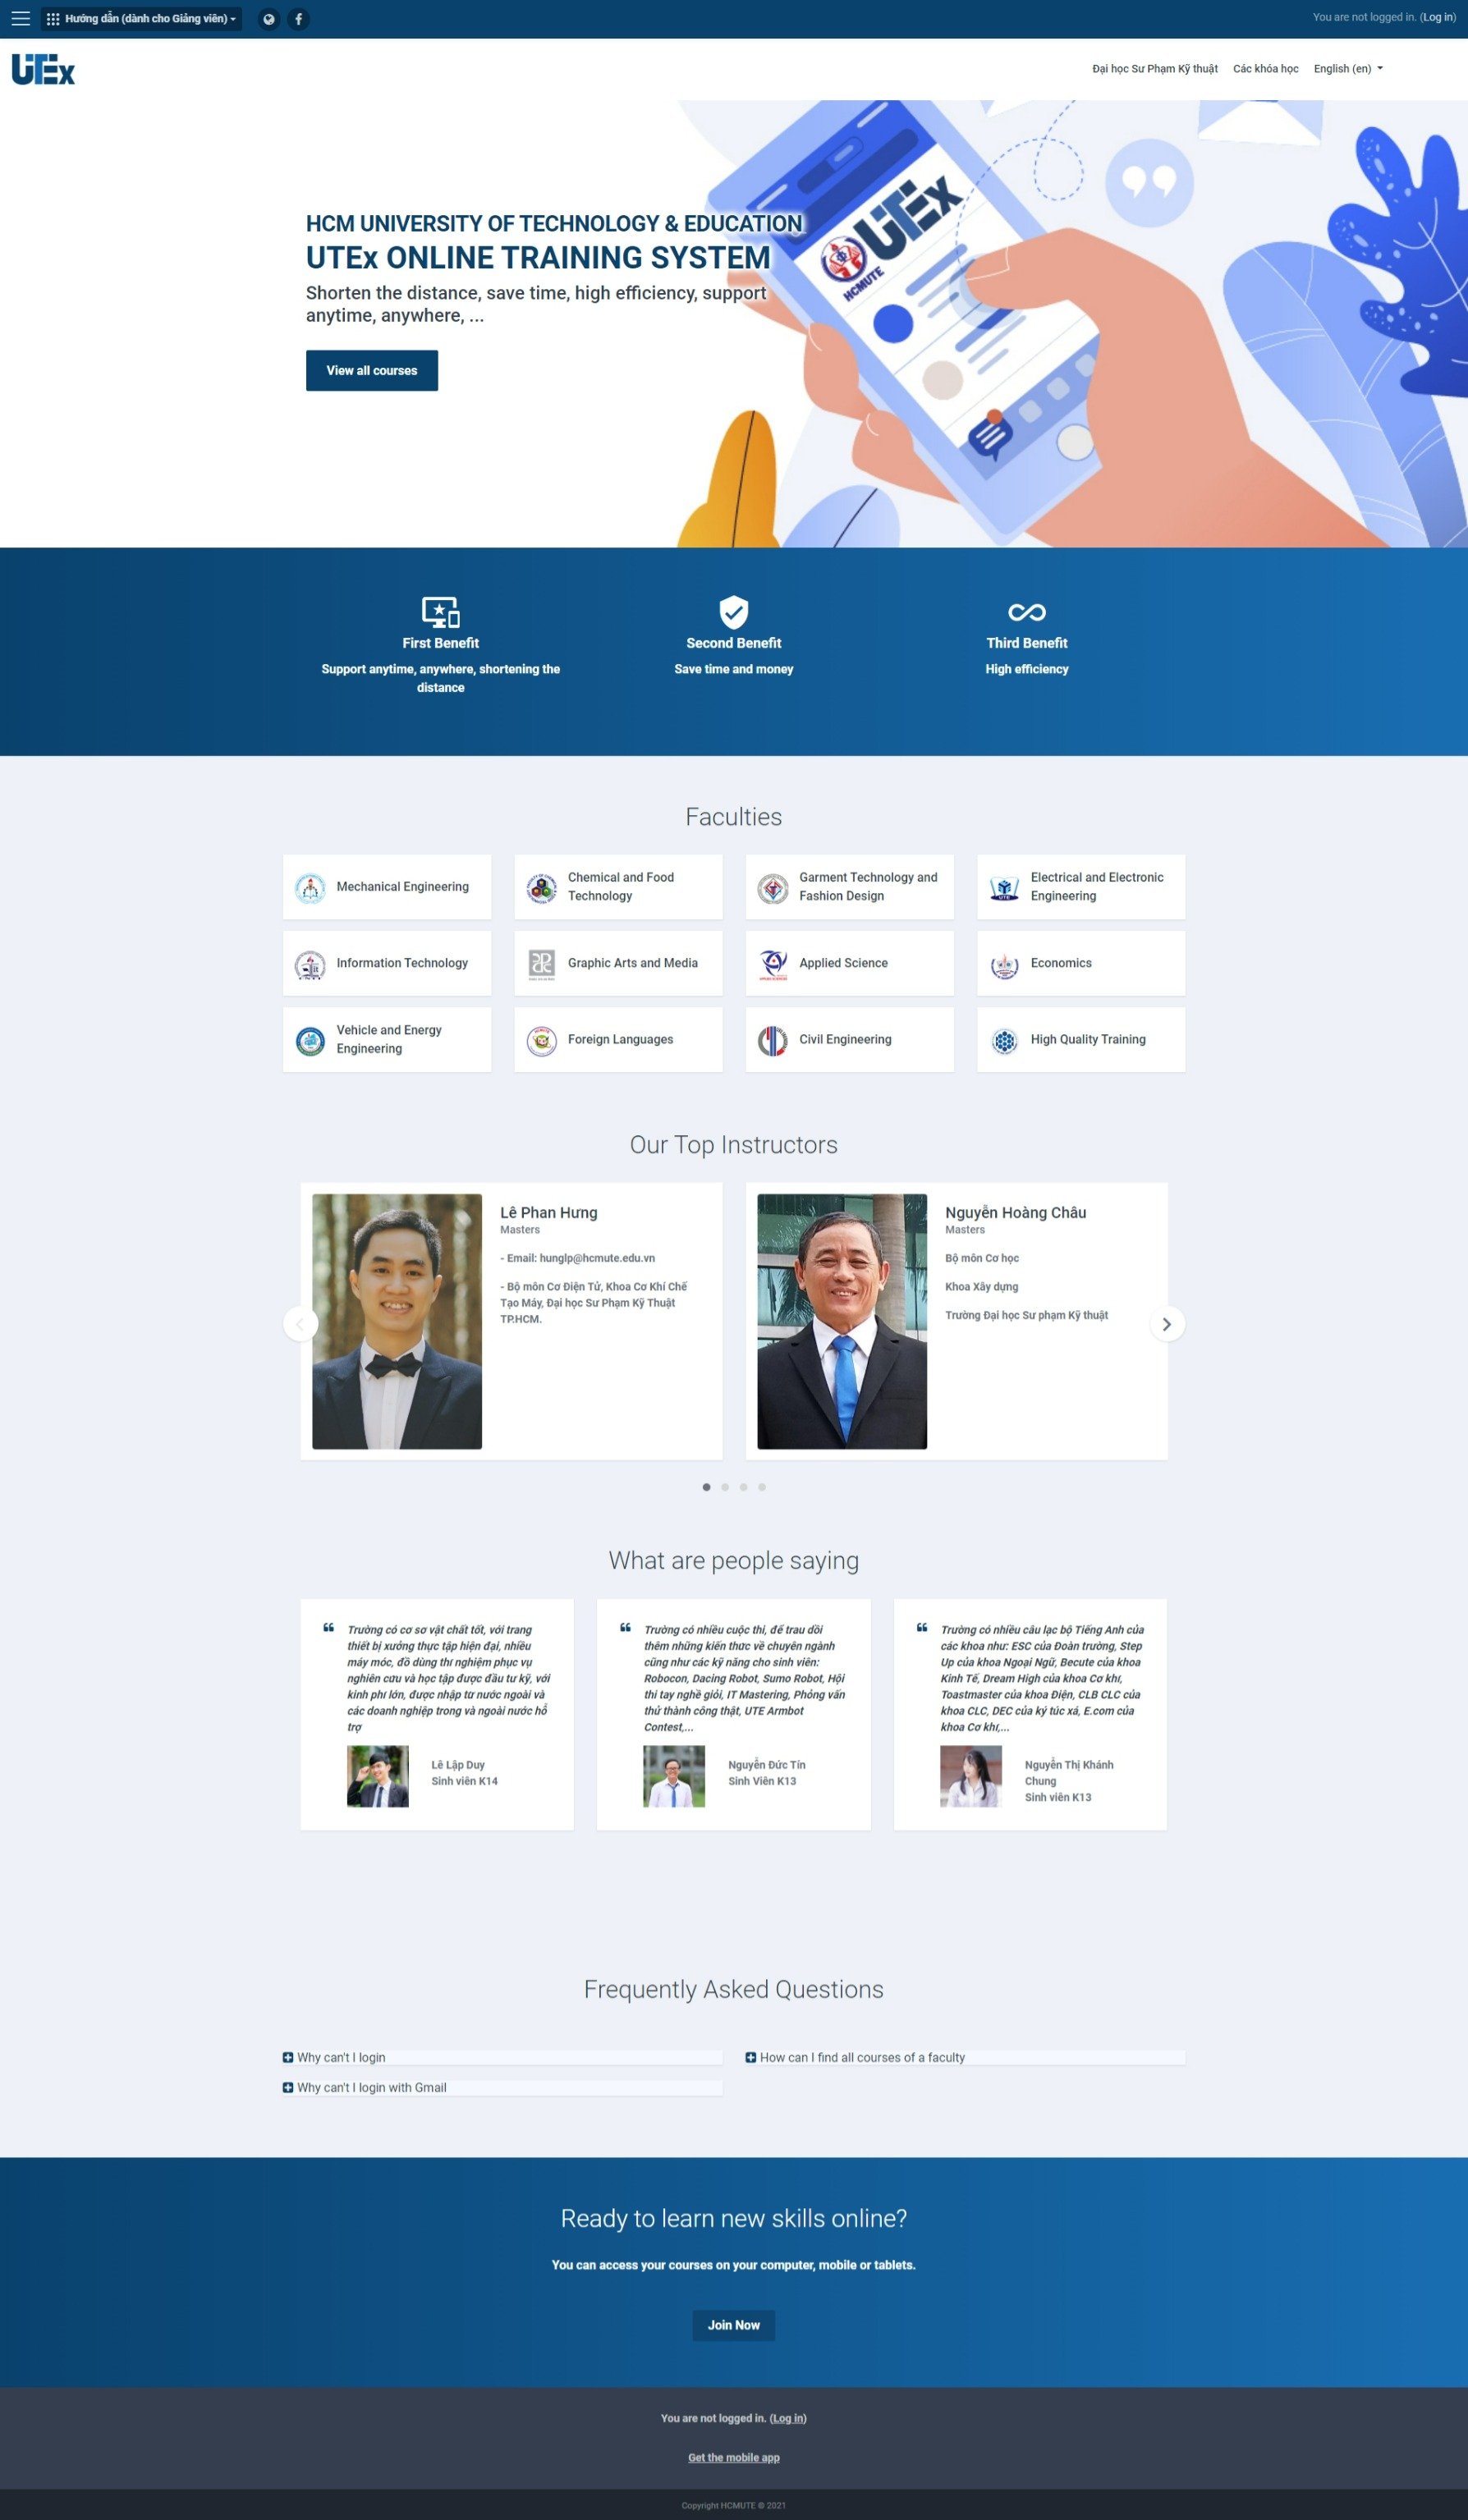 Hướng dẫn (dành cho Giảng viên)
You are not logged in. (Log in)
UTEx
Đại học Sư Phạm Kỹ thuật
Các khóa học
English (en)
HCM UNIVERSITY OF TECHNOLOGY & EDUCATION
UTEx ONLINE TRAINING SYSTEM
Shorten the distance, save time, high efficiency, support
anytime, anywhere, ...
View all courses
UTEx
HCMUTE
First Benefit
Support anytime, anywhere, shortening the
distance
Second Benefit
Save time and money
Third Benefit
High efficiency
Faculties
Mechanical Engineering
Chemical and Food
Technology
Garment Technology and
Fashion Design
Electrical and Electronic
Engineering
Information Technology
Graphic Arts and Media
Applied Science
Economics
Vehicle and Energy
Engineering
Foreign Languages
Civil Engineering
High Quality Training
Our Top Instructors
Lê Phan Hưng
Masters
- Email: hunglp@hcmute.edu.vn
- Bộ môn Cơ Điện Tử, Khoa Cơ Khí Chế
Tạo Máy, Đại học Sư Phạm Kỹ Thuật
TP.HCM.
Nguyễn Hoàng Châu
Masters
Bộ môn Cơ học
Khoa Xây dựng
Trường Đại học Sư phạm Kỹ thuật
What are people saying
Trường có cơ sơ vật chất tốt, với trang
thiết bị xưởng thực tập hiện đại, nhiều
máy móc, đồ dùng thí nghiệm phục vụ
nghiên cứu và học tập được đầu tư kỹ, với
kinh phí lớn, được nhập từ nước ngoài và
các doanh nghiệp trong và ngoài nước hỗ
trợ
Lê Lập Duy
Sinh viên K14
Trường có nhiều cuộc thi, để trau dồi
thêm những kiến thưc về chuyên ngành
cũng như các kỹ năng cho sinh viên:
Robocon, Dacing Robot, Sumo Robot, Hội
thi tay nghề giỏi, IT Mastering, Phỏng vấn
thử thành công thật, UTE Armbot
Contest,...
Nguyễn Đức Tín
Sinh Viên K13
Trường có nhiều câu lạc bộ Tiếng Anh của
các khoa như: ESC của Đoàn trường, Step
Up của khoa Ngoại Ngữ, Becute của khoa
Kinh Tế, Dream High của khoa Cơ khí,
Toastmaster của khoa Điện, CLB CLC của
khoa CLC, DEC của ký túc xá, E.com của
khoa Cơ khí,...
Nguyễn Thị Khánh
Chung
Sinh viên K13
Frequently Asked Questions
Why can't I login
How can I find all courses of a faculty
Why can't I login with Gmail
Ready to learn new skills online?
You can access your courses on your computer, mobile or tablets.
Join Now
You are not logged in. (Log in)
Get the mobile app
Copyright HCMUTE © 2021